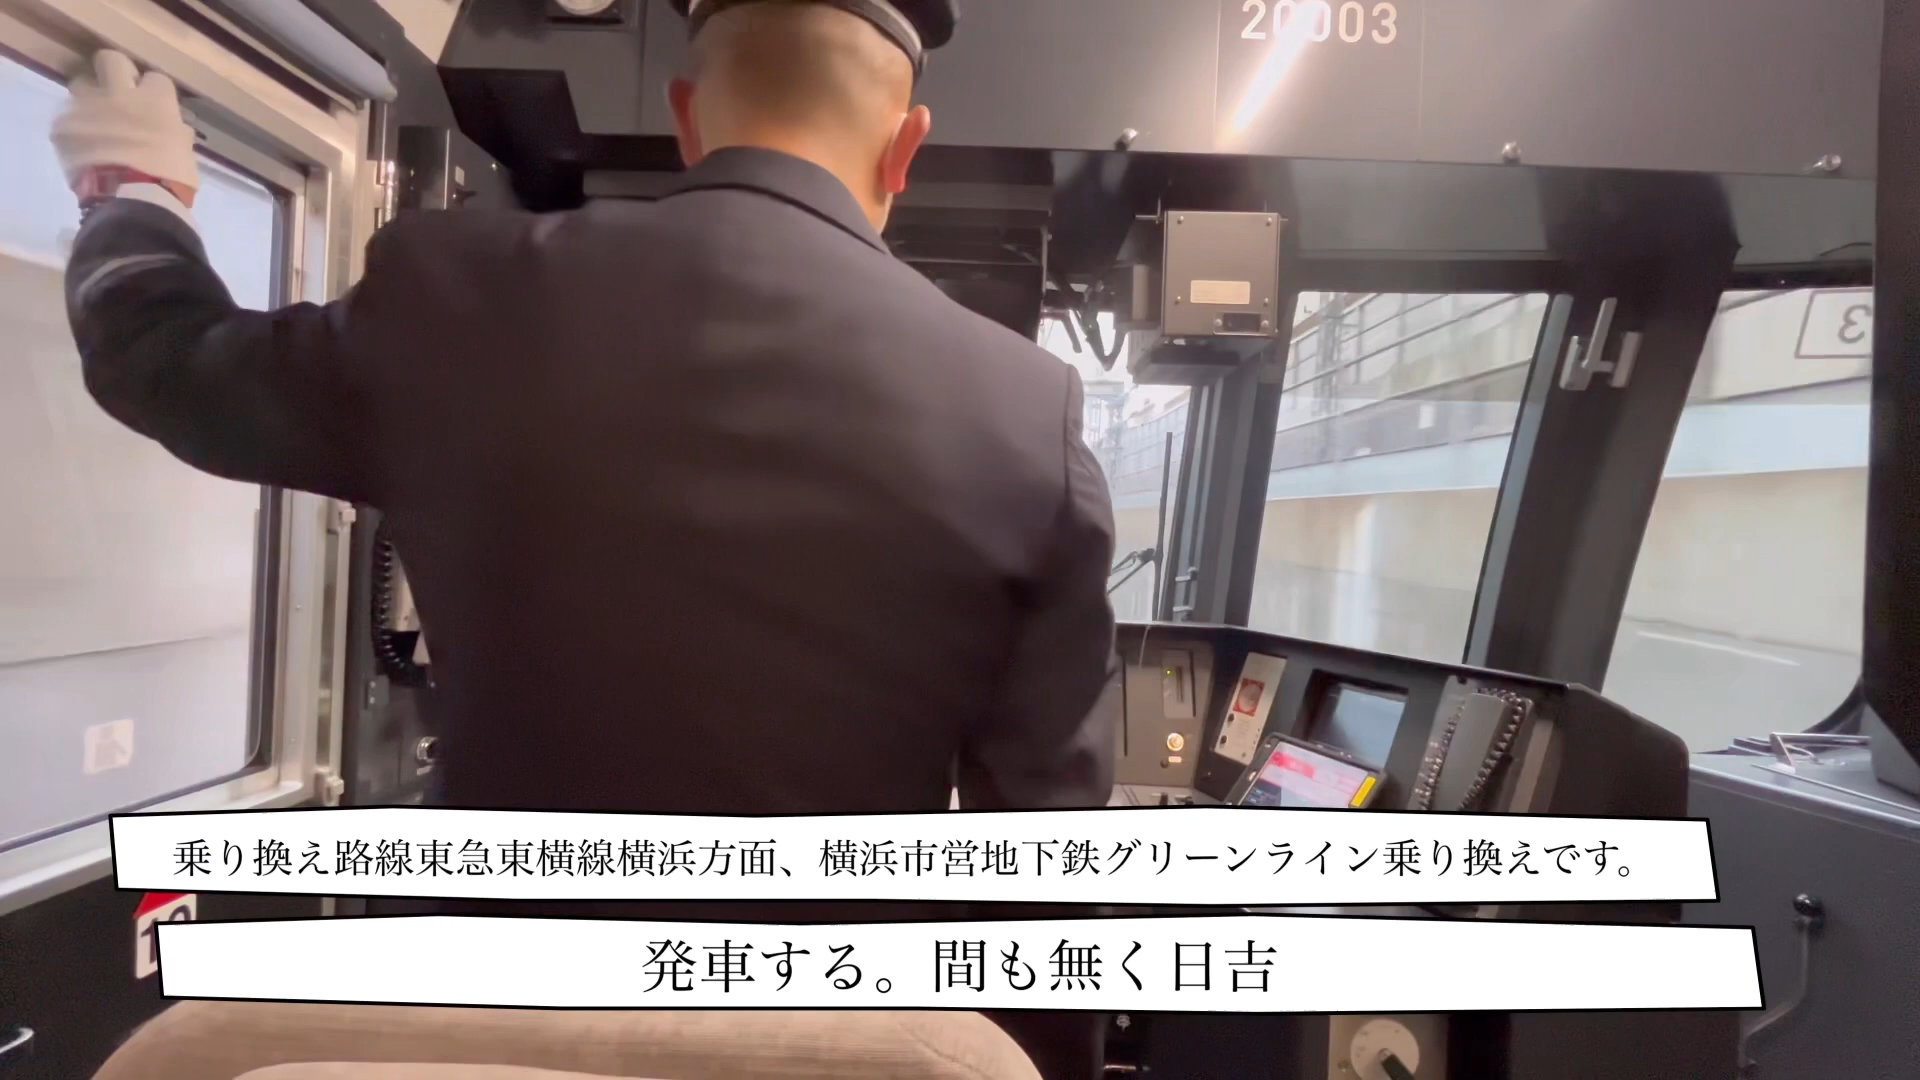 20003
3
乗り換え路線東急東横線横浜方面、横浜市営地下鉄グリーンライン乗り換えです。
発車する。間も無く日吉